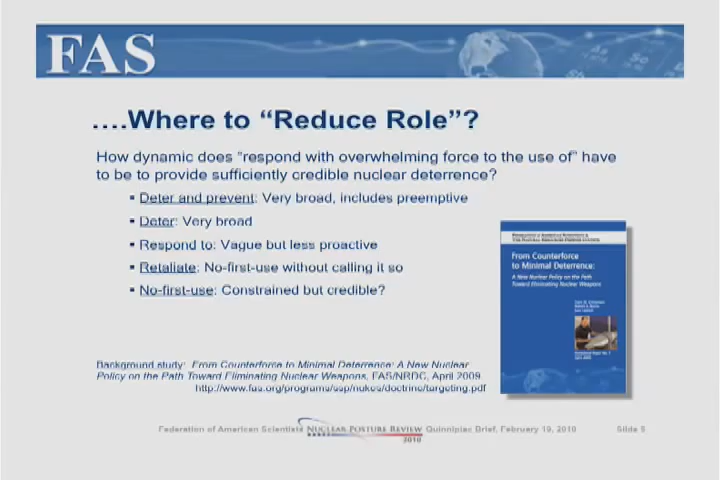 FAS
….Where to “Reduce Role”?
How dynamic does “respond with overwhelming force to the use of” have
to be to provide sufficiently credible nuclear deterrence?
▪ Deter and prevent: Very broad, includes preemptive
▪ Deter: Very broad
▪ Respond to: Vague but less proactive
▪ Retaliate: No-first-use without calling it so
▪ No-first-use: Constrained but credible?
From Counterforce
to Minimal Deterrence:
A New Nuclear Policy on the Path
Toward Eliminating Nuclear Weapons
Background study: From Counterforce to Minimal Deterrence: A New Nuclear
Policy on the Path Toward Eliminating Nuclear Weapons, FAS/NRDC, April 2009
http://www.fas.org/programs/ssp/nukes/doctrine/targeting.pdf
Federation of American Scientists NUCLEAR POSTURE REVIEW Quinnipiac Brief, February 19, 2010 Slide 5
2010